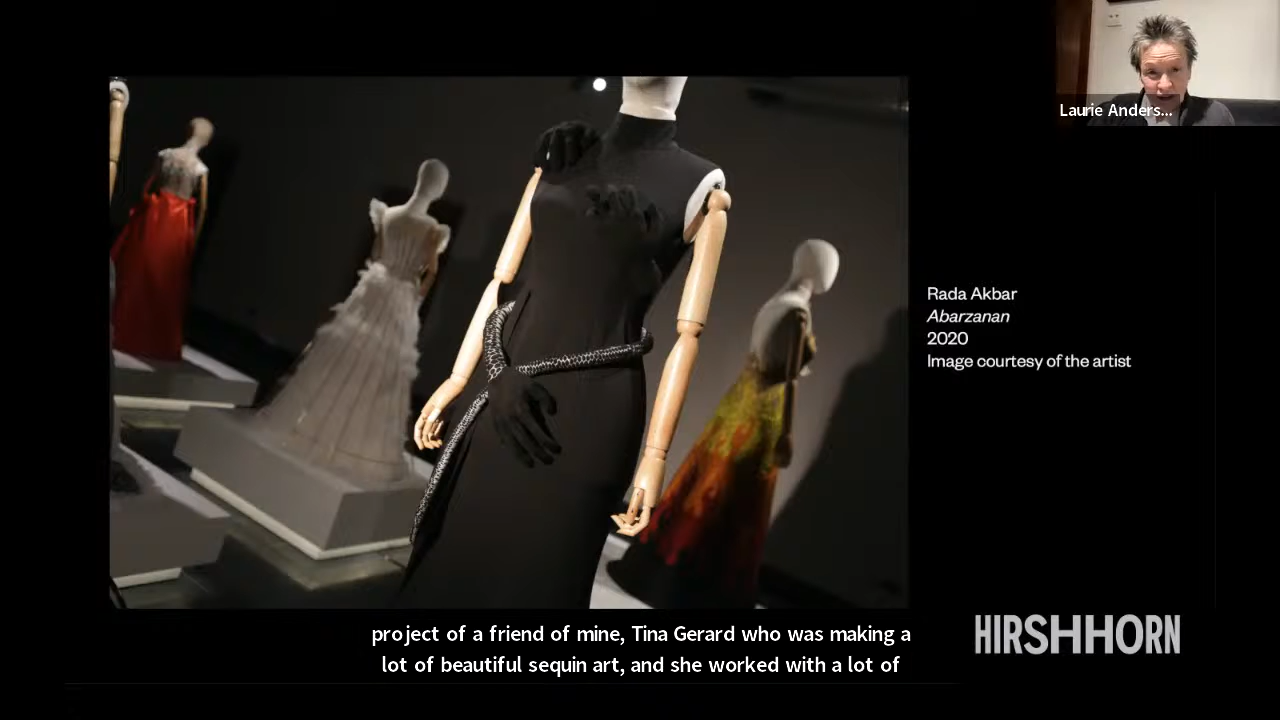 Laurie Anders...
Rada Akbar
Abarzanan
2020
Image courtesy of the artist
project of a friend of mine, Tina Gerard who was making a
lot of beautiful sequin art, and she worked with a lot of
HIRSHHORN